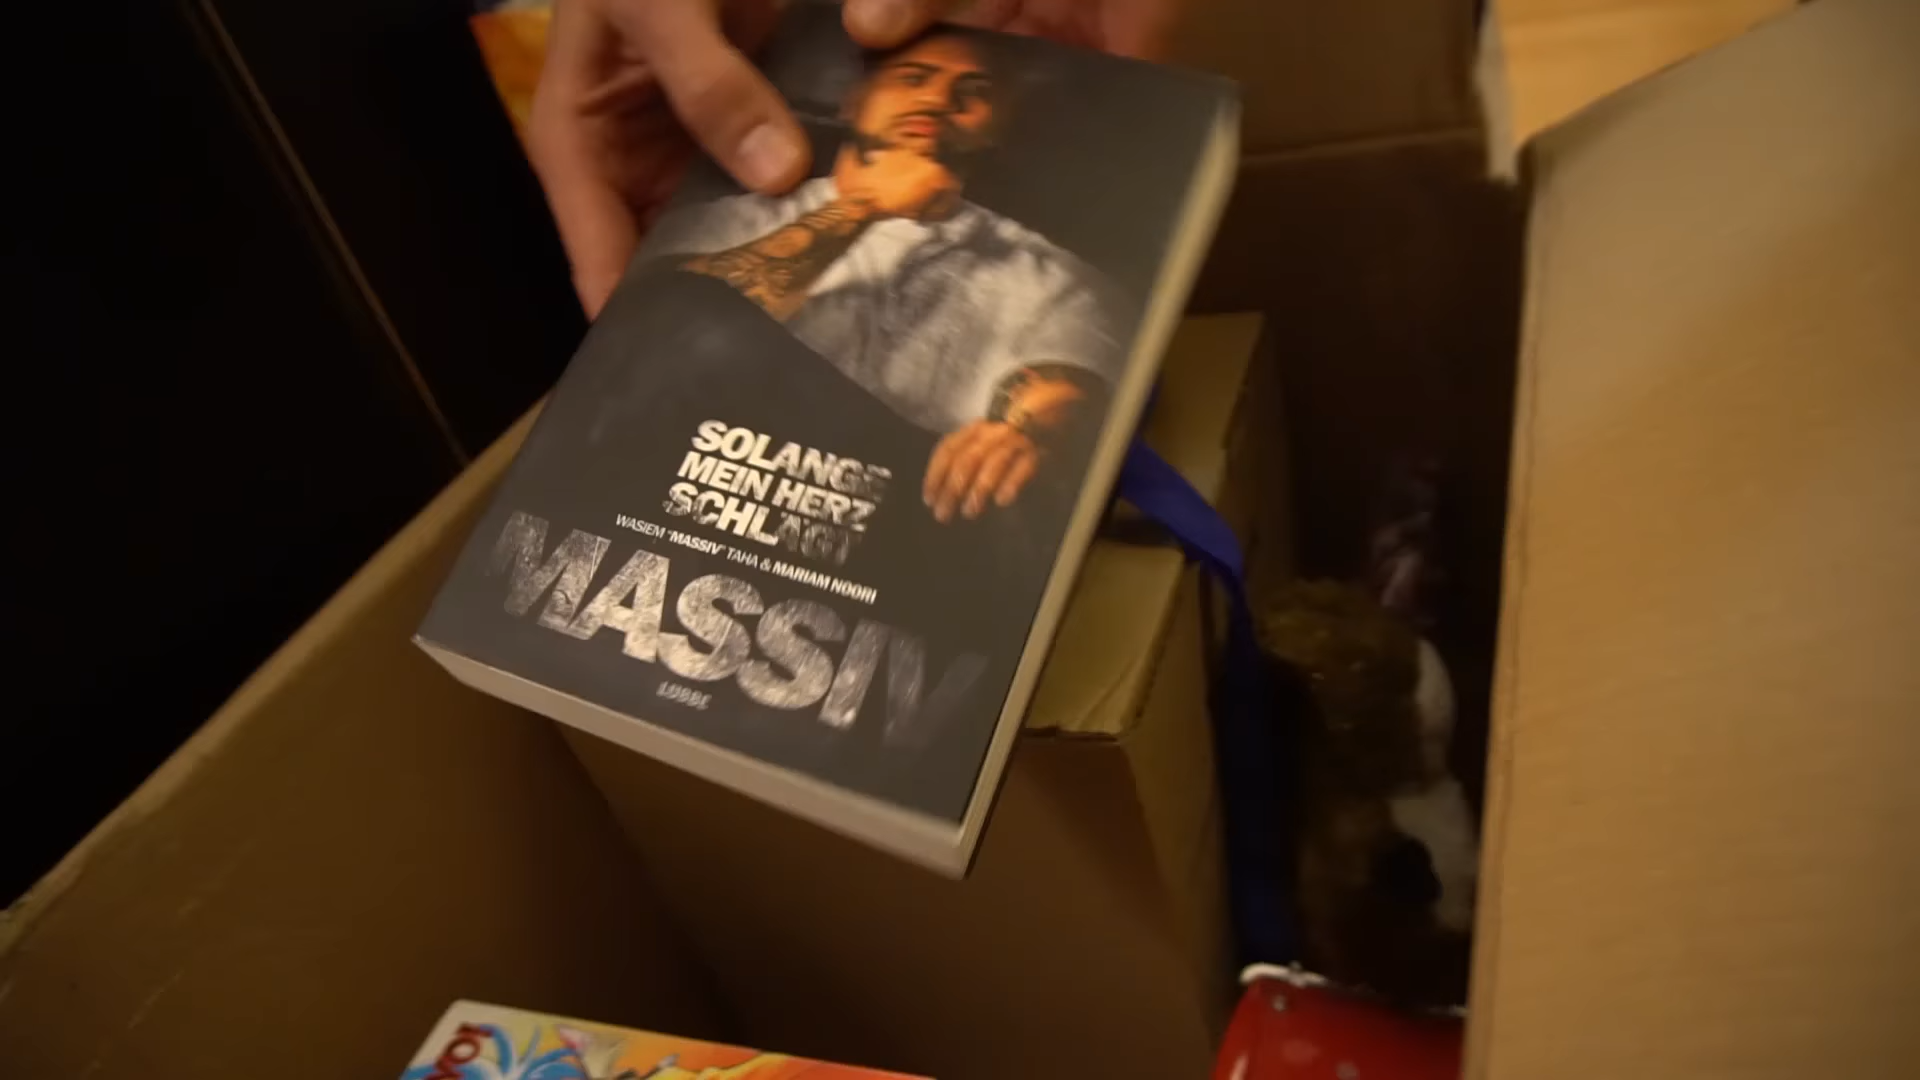 SOLANGE
MEIN HERZ
SCHLÄGT
WASIEM "MASSIV" TAHA & MARIAM NOORI
MASSIV
LÜBBE